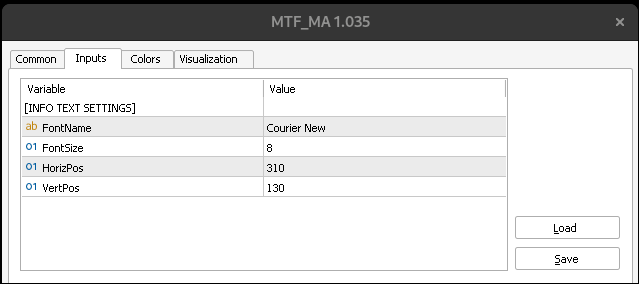 MTF_MA 1.035 ×
Common Inputs Colors Visualization
Variable Value
[INFO TEXT SETTINGS]
ab FontName Courier New
01 FontSize 8
01 HorizPos 310
01 VertPos 130
Load
Save